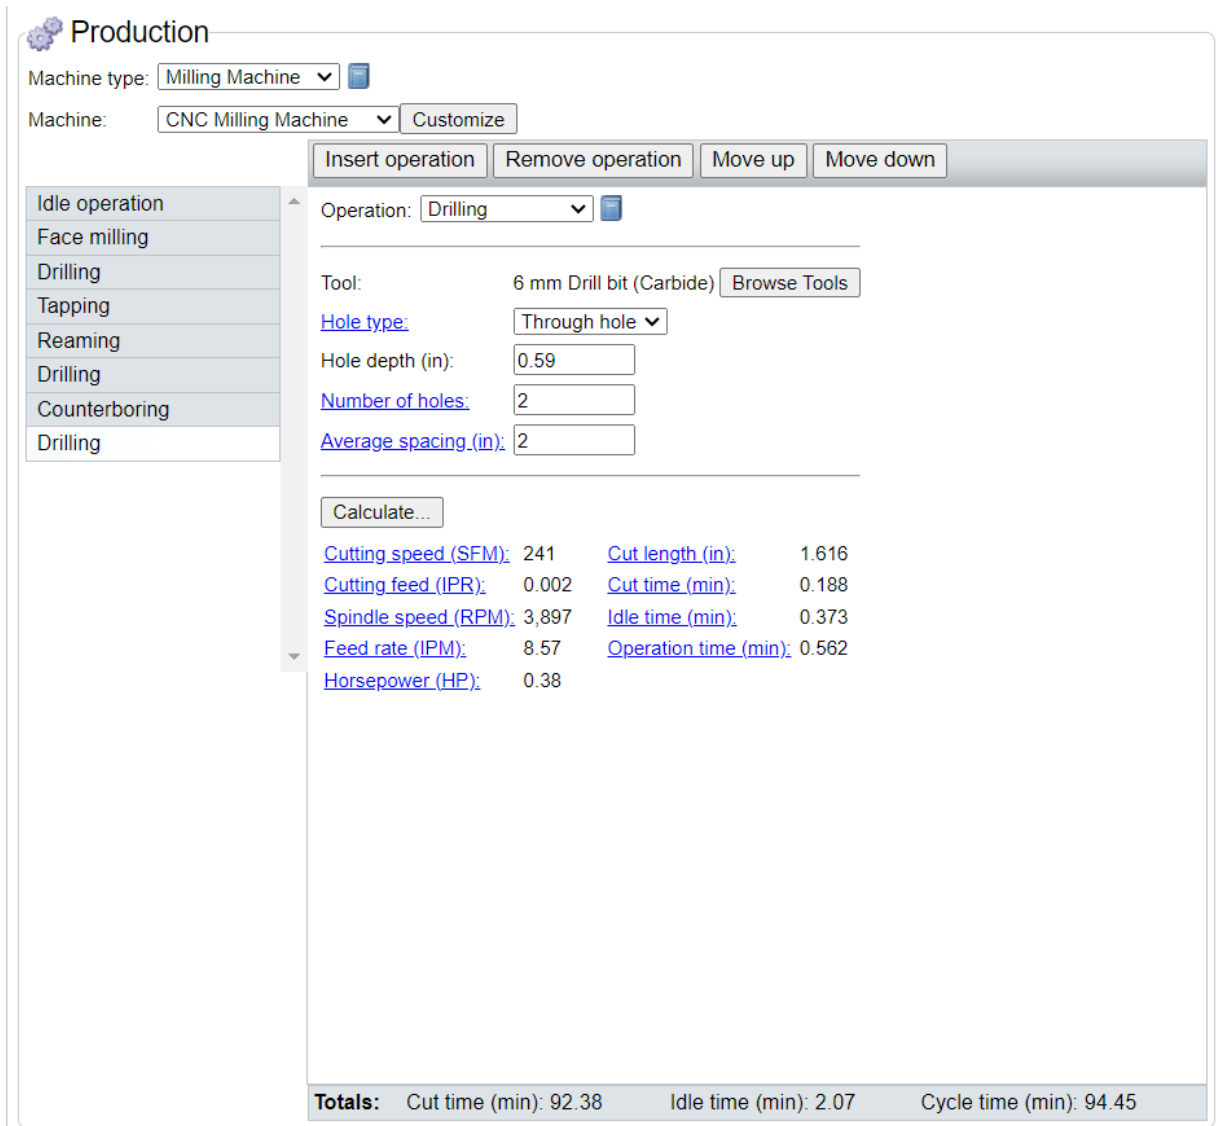 Production
Machine type: Milling Machine
Machine: CNC Milling Machine Customize
Insert operation Remove operation Move up Move down
Idle operation
Face milling
Drilling
Tapping
Reaming
Drilling
Counterboring
Drilling
Operation: Drilling
Tool: 6 mm Drill bit (Carbide) Browse Tools
Hole type: Through hole
Hole depth (in): 0.59
Number of holes: 2
Average spacing (in): 2
Calculate...
Cutting speed (SFM): 241 Cut length (in): 1.616
Cutting feed (IPR): 0.002 Cut time (min): 0.188
Spindle speed (RPM): 3,897 Idle time (min): 0.373
Feed rate (IPM): 8.57 Operation time (min): 0.562
Horsepower (HP): 0.38
Totals: Cut time (min): 92.38 Idle time (min): 2.07 Cycle time (min): 94.45